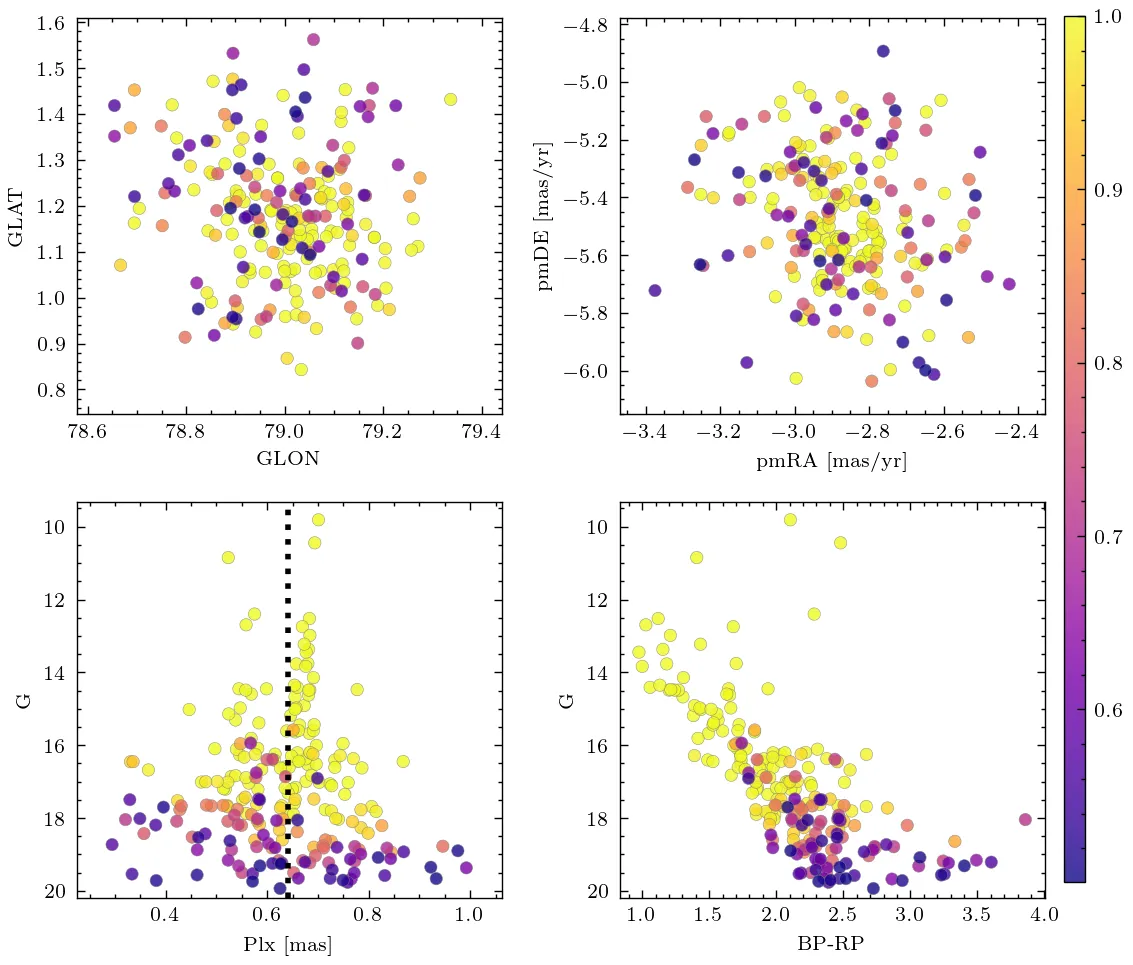 1.6
1.5
1.4
1.3
1.2
1.1
1.0
0.9
0.8
GLAT
78.6 78.8 79.0 79.2 79.4
GLON
−4.8
−5.0
−5.2
−5.4
−5.6
−5.8
−6.0
pmDE [mas/yr]
−3.4 −3.2 −3.0 −2.8 −2.6 −2.4
pmRA [mas/yr]
10
12
14
16
18
20
G
0.4 0.6 0.8 1.0
Plx [mas]
10
12
14
16
18
20
G
1.0 1.5 2.0 2.5 3.0 3.5 4.0
BP-RP
1.0
0.9
0.8
0.7
0.6